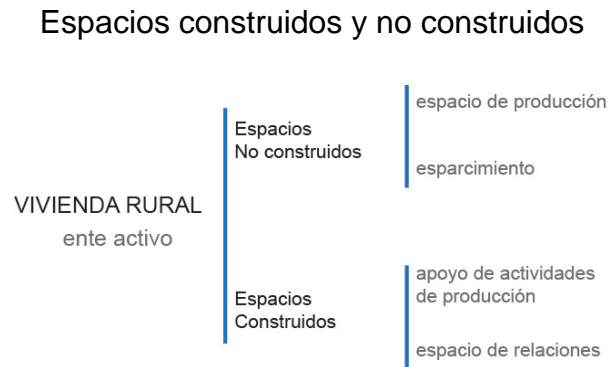 Espacios construidos y no construidos
VIVIENDA RURAL
ente activo
Espacios
No construidos
espacio de producción
esparcimiento
Espacios
Construidos
apoyo de actividades
de producción
espacio de relaciones